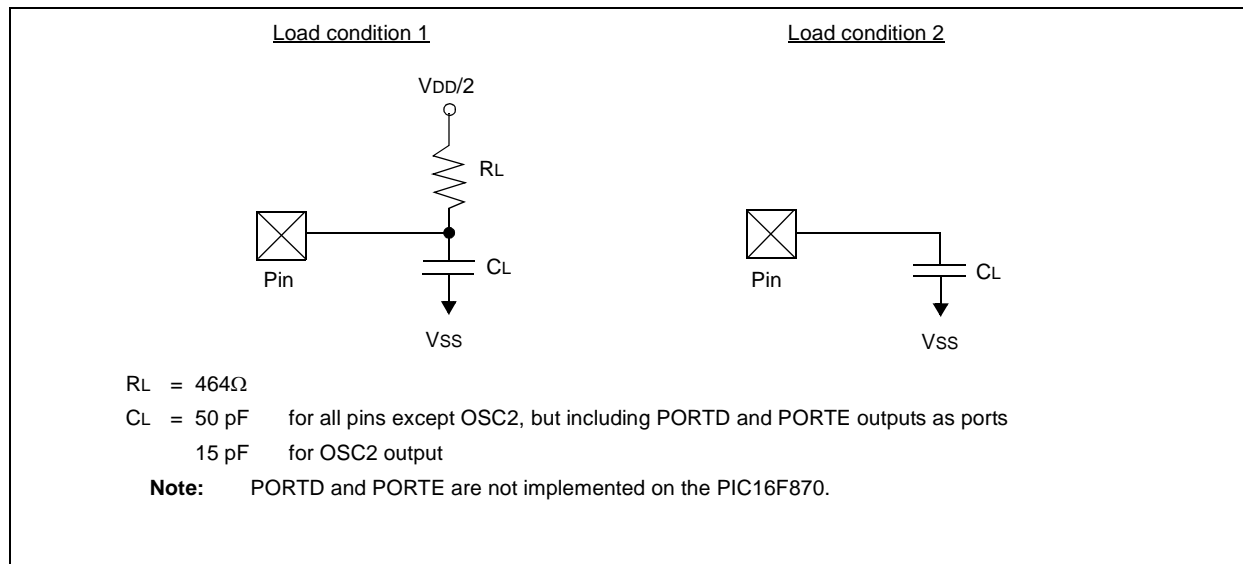 Load condition 1
Load condition 2
VDD/2
RL
Pin
CL
VSS
Pin
CL
VSS
RL = 464Ω
CL = 50 pF for all pins except OSC2, but including PORTD and PORTE outputs as ports
15 pF for OSC2 output
Note: PORTD and PORTE are not implemented on the PIC16F870.